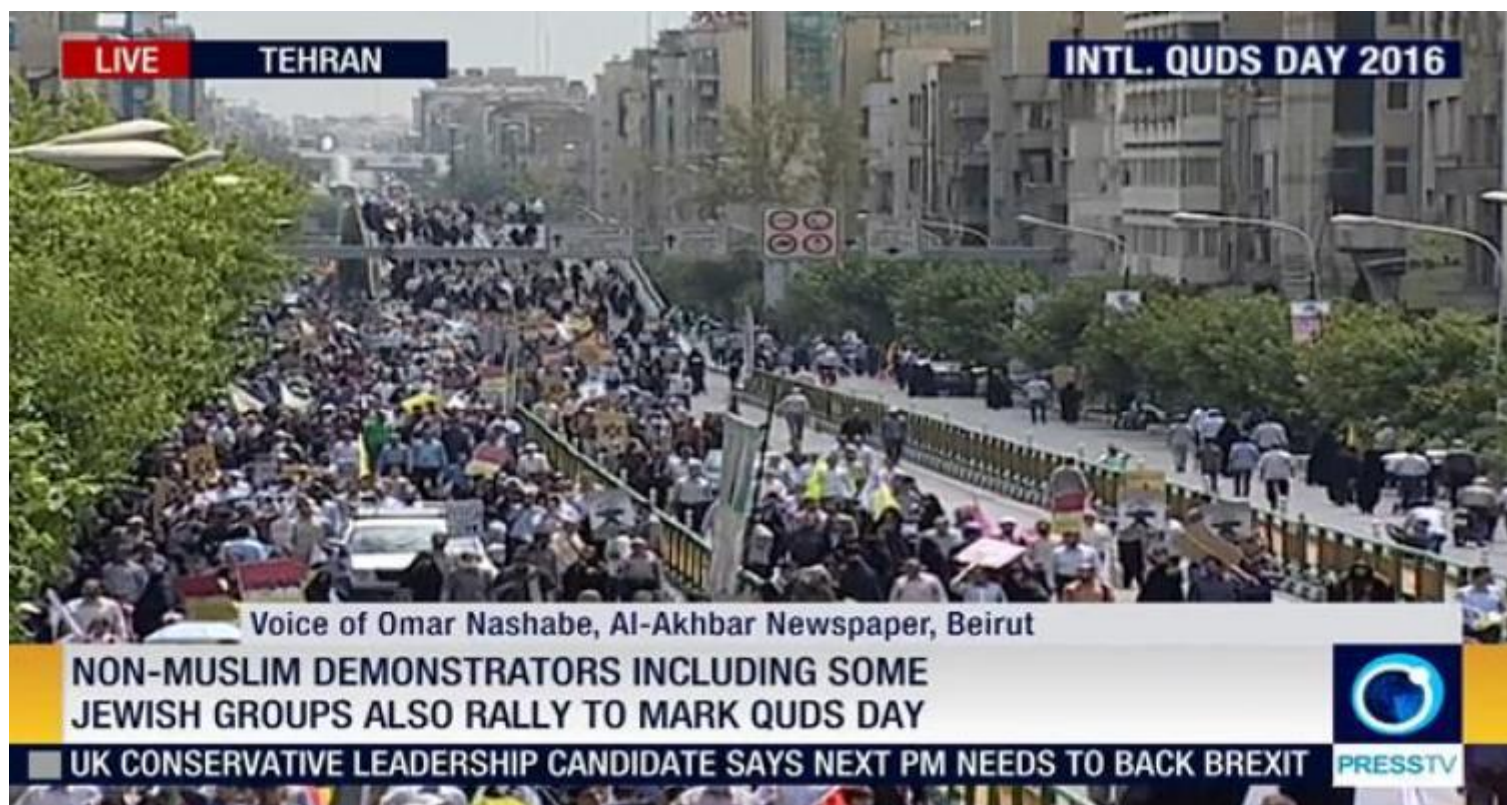 LIVE
TEHRAN
INTL. QUDS DAY 2016
Voice of Omar Nashabe, Al-Akhbar Newspaper, Beirut
NON-MUSLIM DEMONSTRATORS INCLUDING SOME
JEWISH GROUPS ALSO RALLY TO MARK QUDS DAY
UK CONSERVATIVE LEADERSHIP CANDIDATE SAYS NEXT PM NEEDS TO BACK BREXIT
PRESSTV